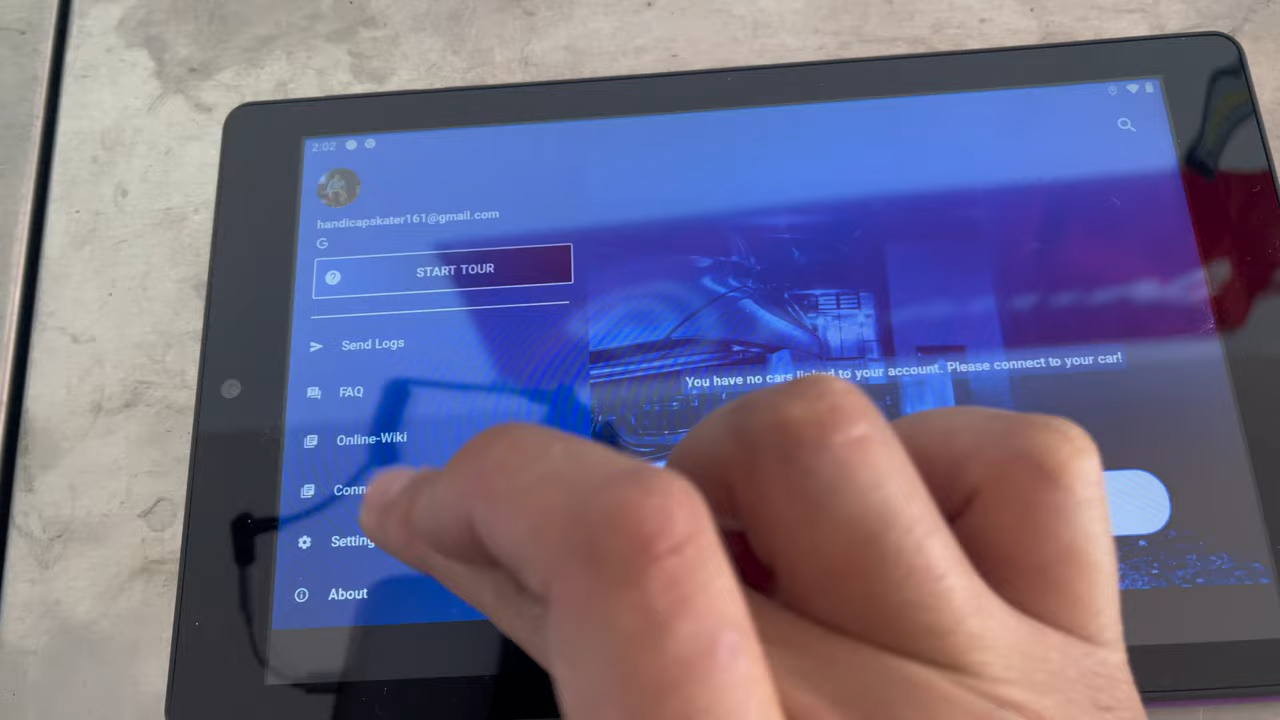 2:02
handicapskater161@gmail.com
G
START TOUR
Send Logs
FAQ
Online-Wiki
You have no cars linked to your account. Please connect to your car!
About